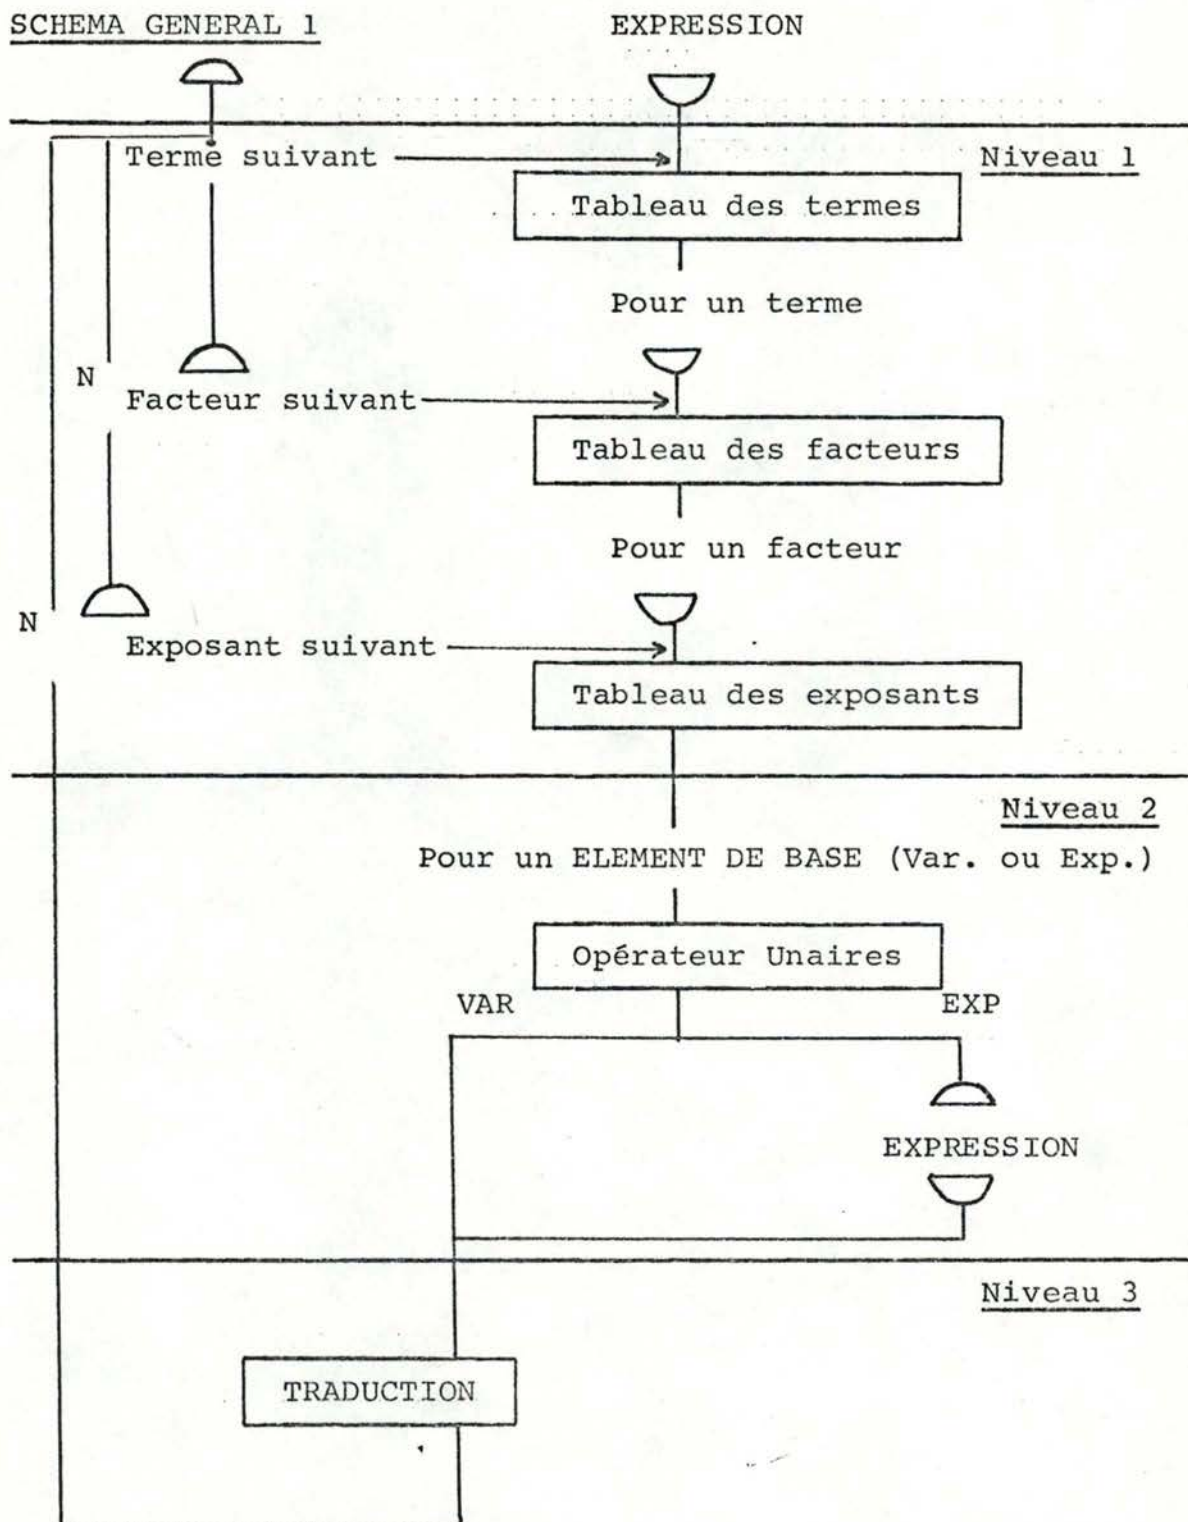 SCHEMA GENERAL 1
EXPRESSION
Terme suivant
Niveau 1
Tableau des termes
Pour un terme
N
Facteur suivant
Tableau des facteurs
Pour un facteur
N
Exposant suivant
Tableau des exposants
Niveau 2
Pour un ELEMENT DE BASE (Var. ou Exp.)
Opérateur Unaires
VAR
EXP
EXPRESSION
Niveau 3
TRADUCTION